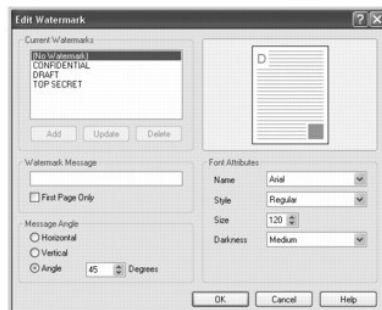 Edit Watermark
Current Watermarks
(No Watermark)
CONFIDENTIAL
DRAFT
TOP SECRET
Add
Update
Delete
D
Watermark Message
First Page Only
Message Angle
Horizontal
Vertical
Angle 45 Degrees
Font Attributes
Name Arial
Style Regular
Size 120
Darkness Medium
OK
Cancel
Help